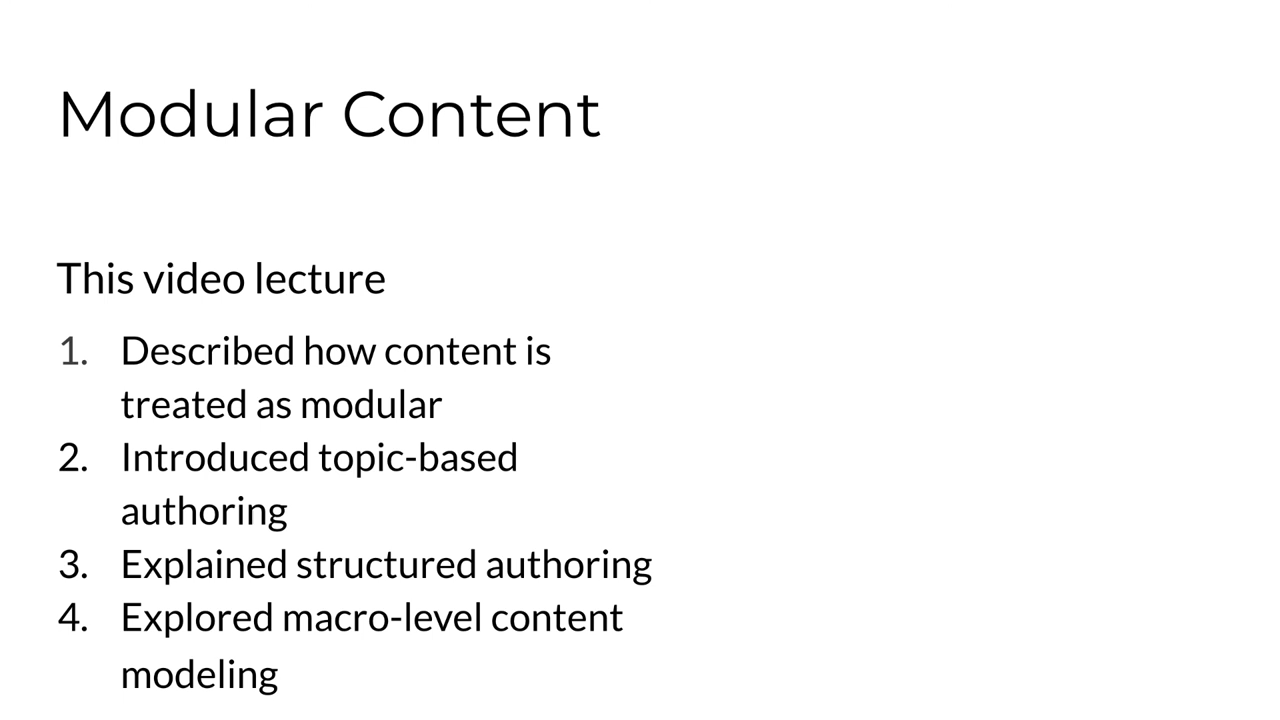 Modular Content
This video lecture
1. Described how content is
treated as modular
2. Introduced topic-based
authoring
3. Explained structured authoring
4. Explored macro-level content
modeling